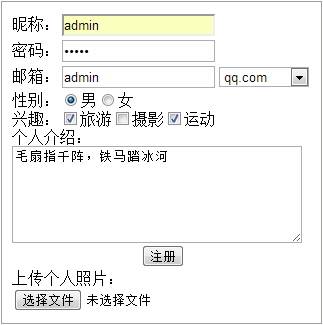 昵称： admin
密码： •••••
邮箱： admin qq.com
性别： 男 女
兴趣： 旅游 摄影 运动
个人介绍：
毛扇指千阵，铁马踏冰河
注册
上传个人照片：
选择文件 未选择文件